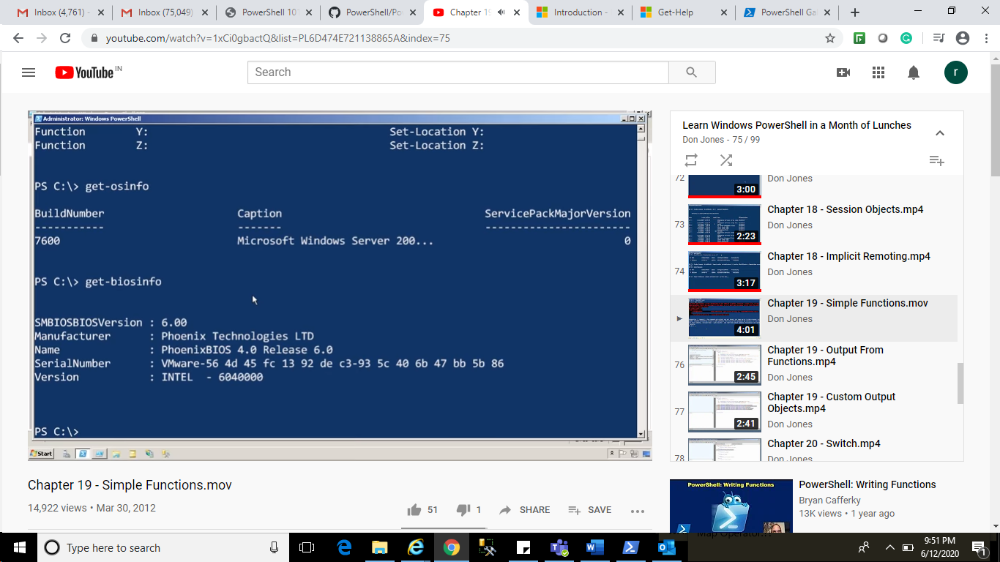 Inbox (4,761) -
Inbox (75,049)
PowerShell 101
PowerShell/Po
Chapter 19
Introduction -
Get-Help
PowerShell Ga
youtube.com/watch?v=1xCi0gbactQ&list=PL6D474E721138865A&index=75
YouTube IN
Search
r
Administrator: Windows PowerShell
Function Y: Set-Location Y:
Function Z: Set-Location Z:
PS C:\> get-osinfo
BuildNumber Caption ServicePackMajorVersion
----------- ------- -----------------------
7600 Microsoft Windows Server 200... 0
PS C:\> get-biosinfo
SMBIOSBIOSVersion : 6.00
Manufacturer : Phoenix Technologies LTD
Name : PhoenixBIOS 4.0 Release 6.0
SerialNumber : VMware-56 4d 45 fc 13 92 de c3-93 5c 40 6b 47 bb 5b 86
Version : INTEL - 6040000
PS C:\>
Start
Chapter 19 - Simple Functions.mov
14,922 views • Mar 30, 2012
51
1
SHARE
SAVE
Learn Windows PowerShell in a Month of Lunches
Don Jones - 75 / 99
72
3:00
Don Jones
73
2:23
Chapter 18 - Session Objects.mp4
Don Jones
74
3:17
Chapter 18 - Implicit Remoting.mp4
Don Jones
4:01
Chapter 19 - Simple Functions.mov
Don Jones
76
2:45
Chapter 19 - Output From
Functions.mp4
Don Jones
77
2:41
Chapter 19 - Custom Output
Objects.mp4
Don Jones
78
Chapter 20 - Switch.mp4
Don Jones
PowerShell: Writing Functions
PowerShell: Writing Functions
Bryan Cafferky
13K views • 1 year ago
Type here to search
9:51 PM
6/12/2020
1